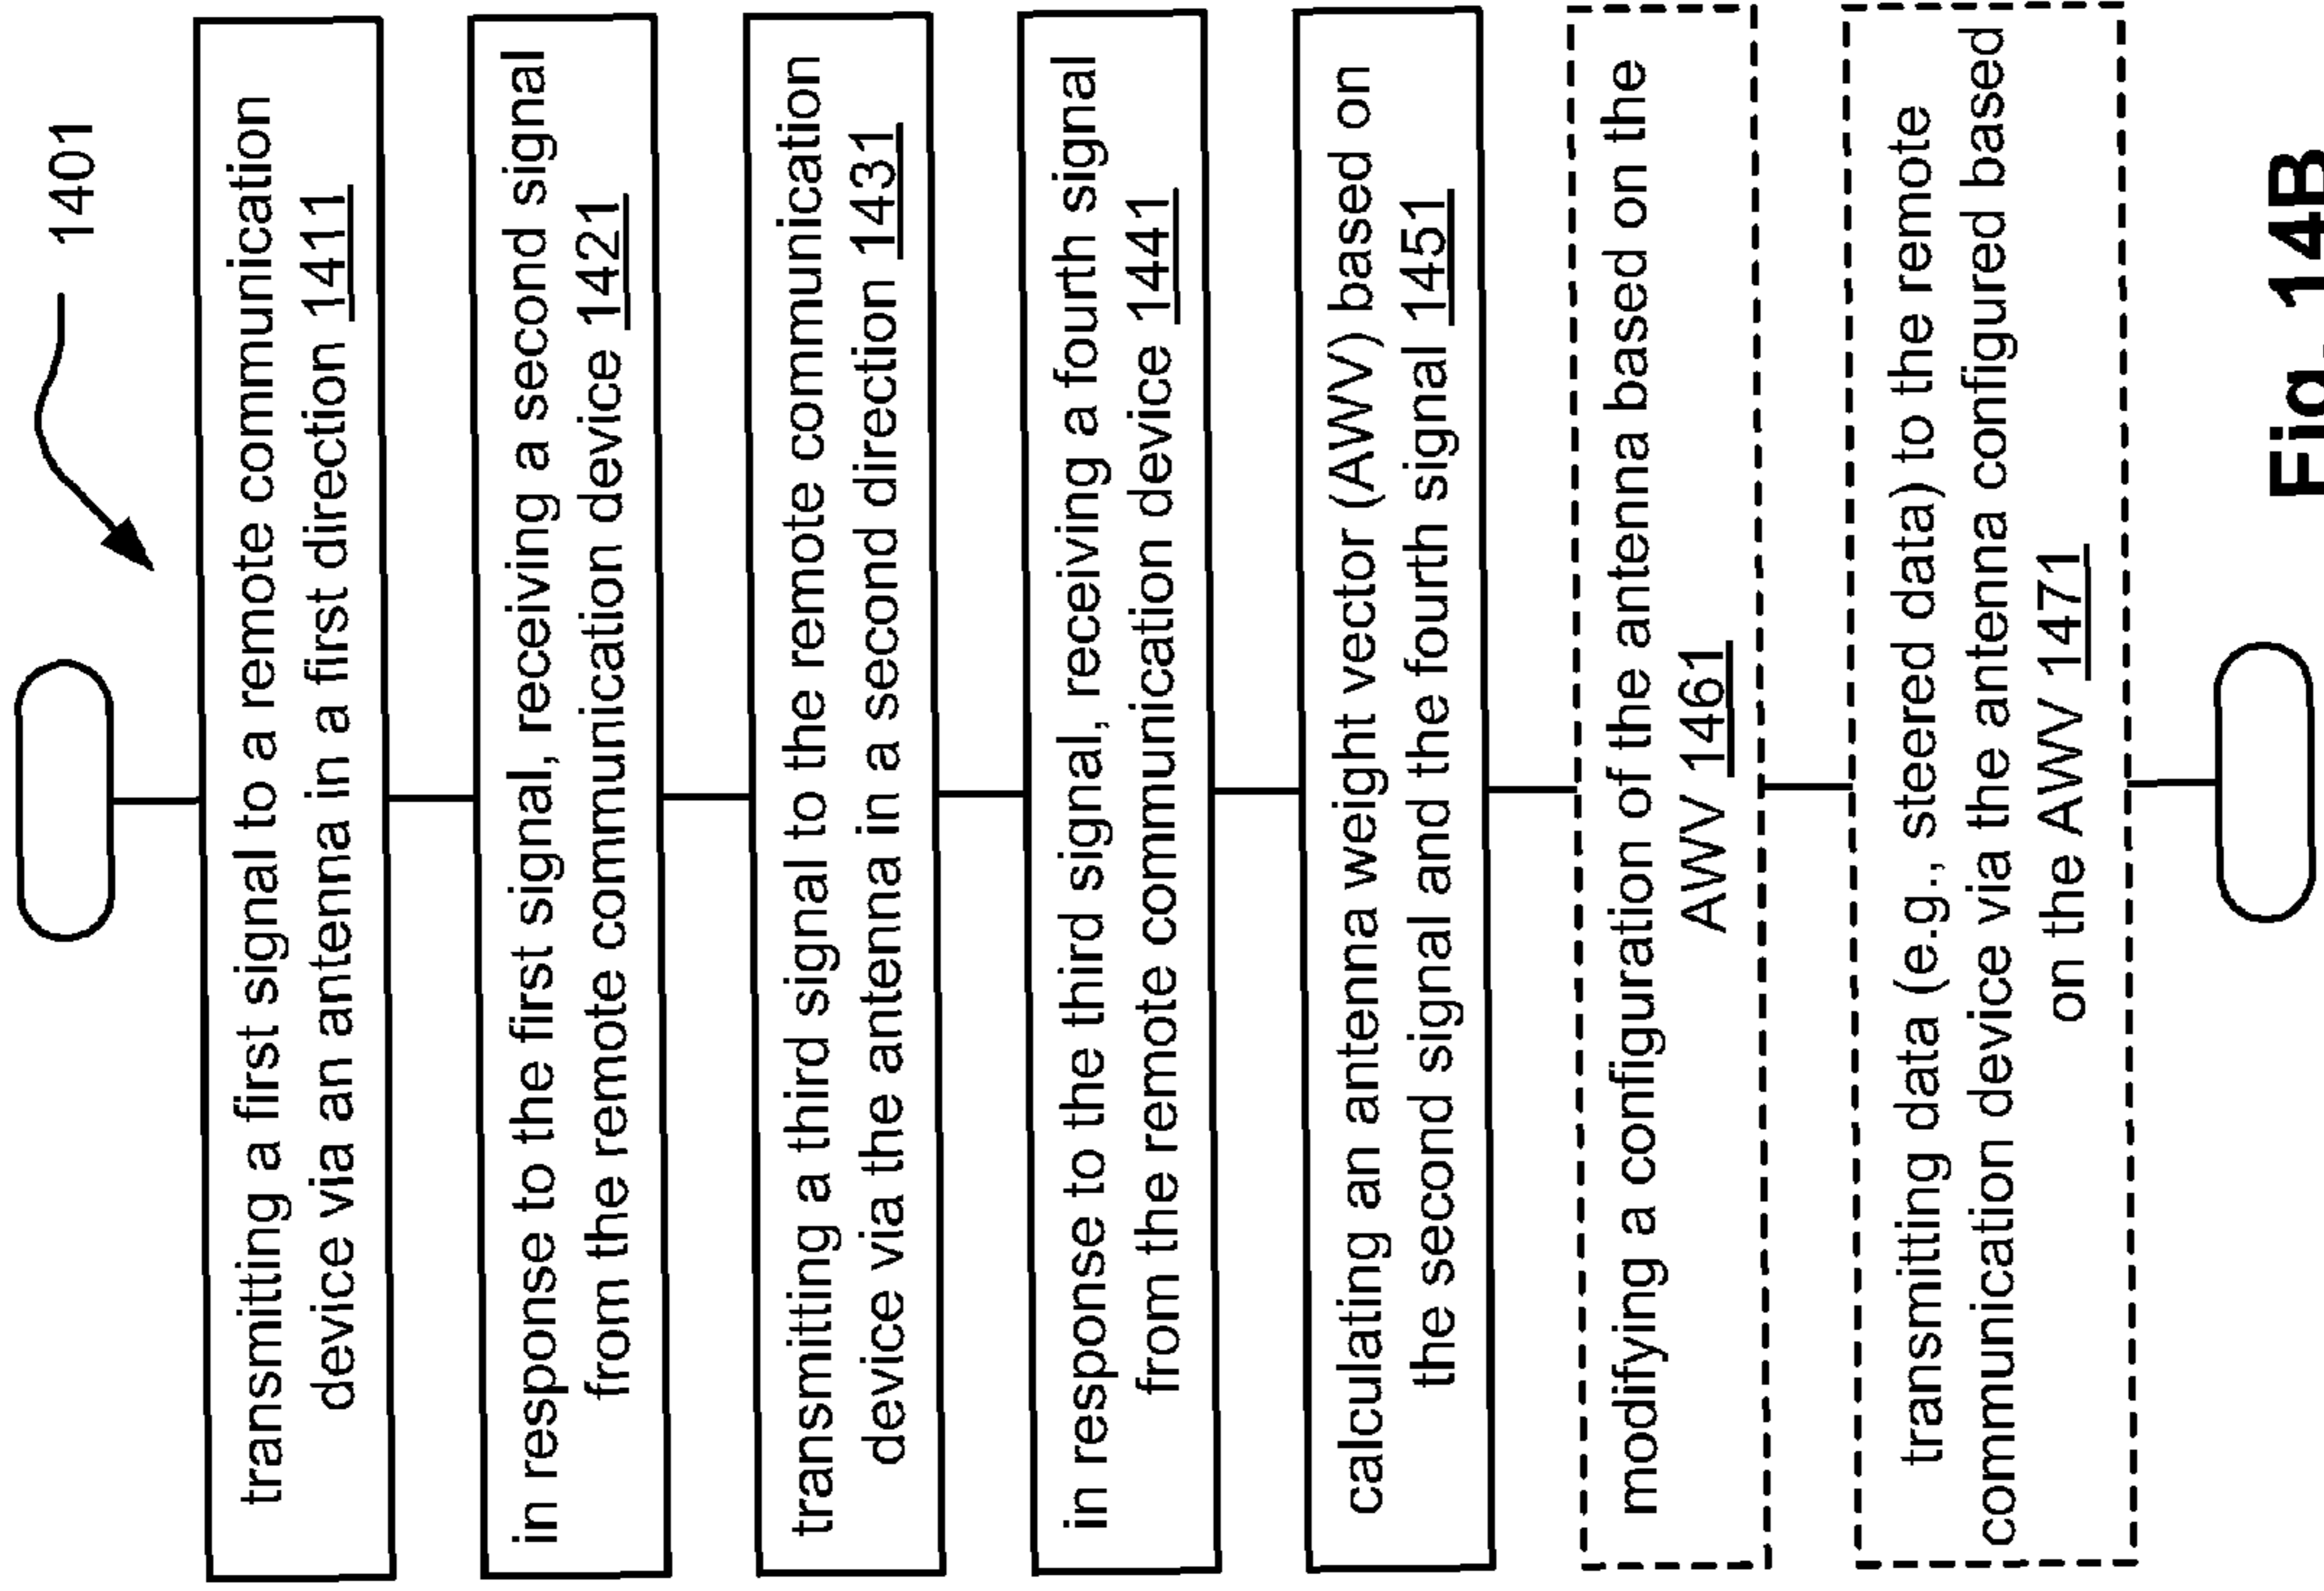 1401
transmitting a first signal to a remote communication
device via an antenna in a first direction 1411
in response to the first signal, receiving a second signal
from the remote communication device 1421
transmitting a third signal to the remote communication
device via the antenna in a second direction 1431
in response to the third signal, receiving a fourth signal
from the remote communication device 1441
calculating an antenna weight vector (AWV) based on
the second signal and the fourth signal 1451
modifying a configuration of the antenna based on the
AWV 1461
transmitting data (e.g., steered data) to the remote
communication device via the antenna configured based
on the AWV 1471
Fig. 14B